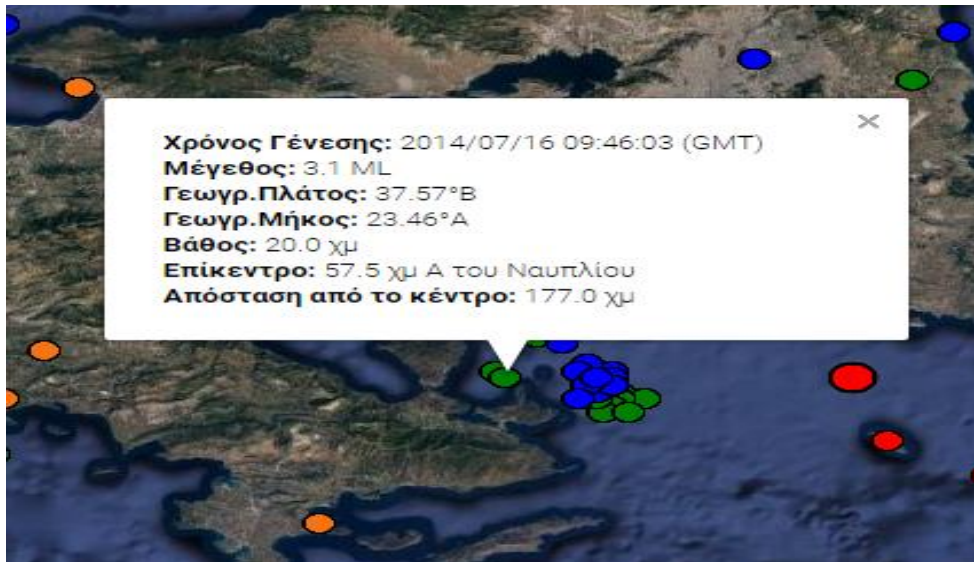 Χρόνος Γένεσης: 2014/07/16 09:46:03 (GMT)
Μέγεθος: 3.1 ML
Γεωγρ.Πλάτος: 37.57°Β
Γεωγρ.Μήκος: 23.46°Α
Βάθος: 20.0 χμ
Επίκεντρο: 57.5 χμ Α του Ναυπλίου
Απόσταση από το κέντρο: 177.0 χμ